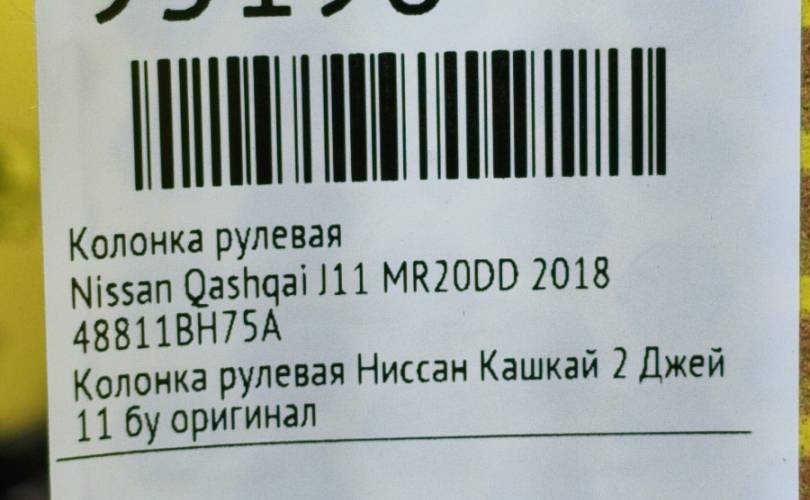 Колонка рулевая
Nissan Qashqai J11 MR20DD 2018
48811BH75A
Колонка рулевая Ниссан Кашкай 2 Джей
11 бу оригинал